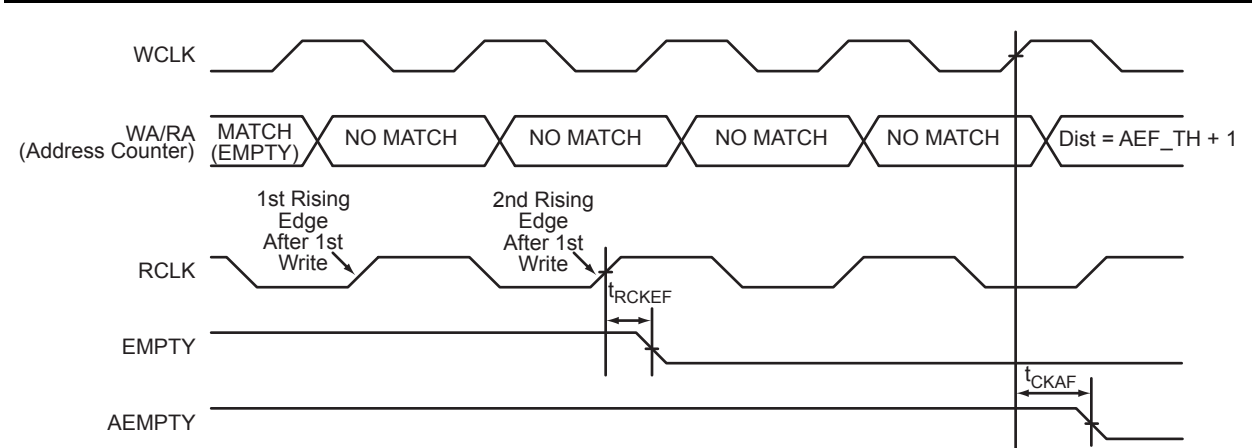 WCLK
WA/RA
(Address Counter)
MATCH
(EMPTY)
NO MATCH
NO MATCH
NO MATCH
NO MATCH
Dist = AEF_TH + 1
1st Rising
Edge
After 1st
Write
2nd Rising
Edge
After 1st
Write
RCLK
tRCKEF
EMPTY
tCKAF
AEMPTY